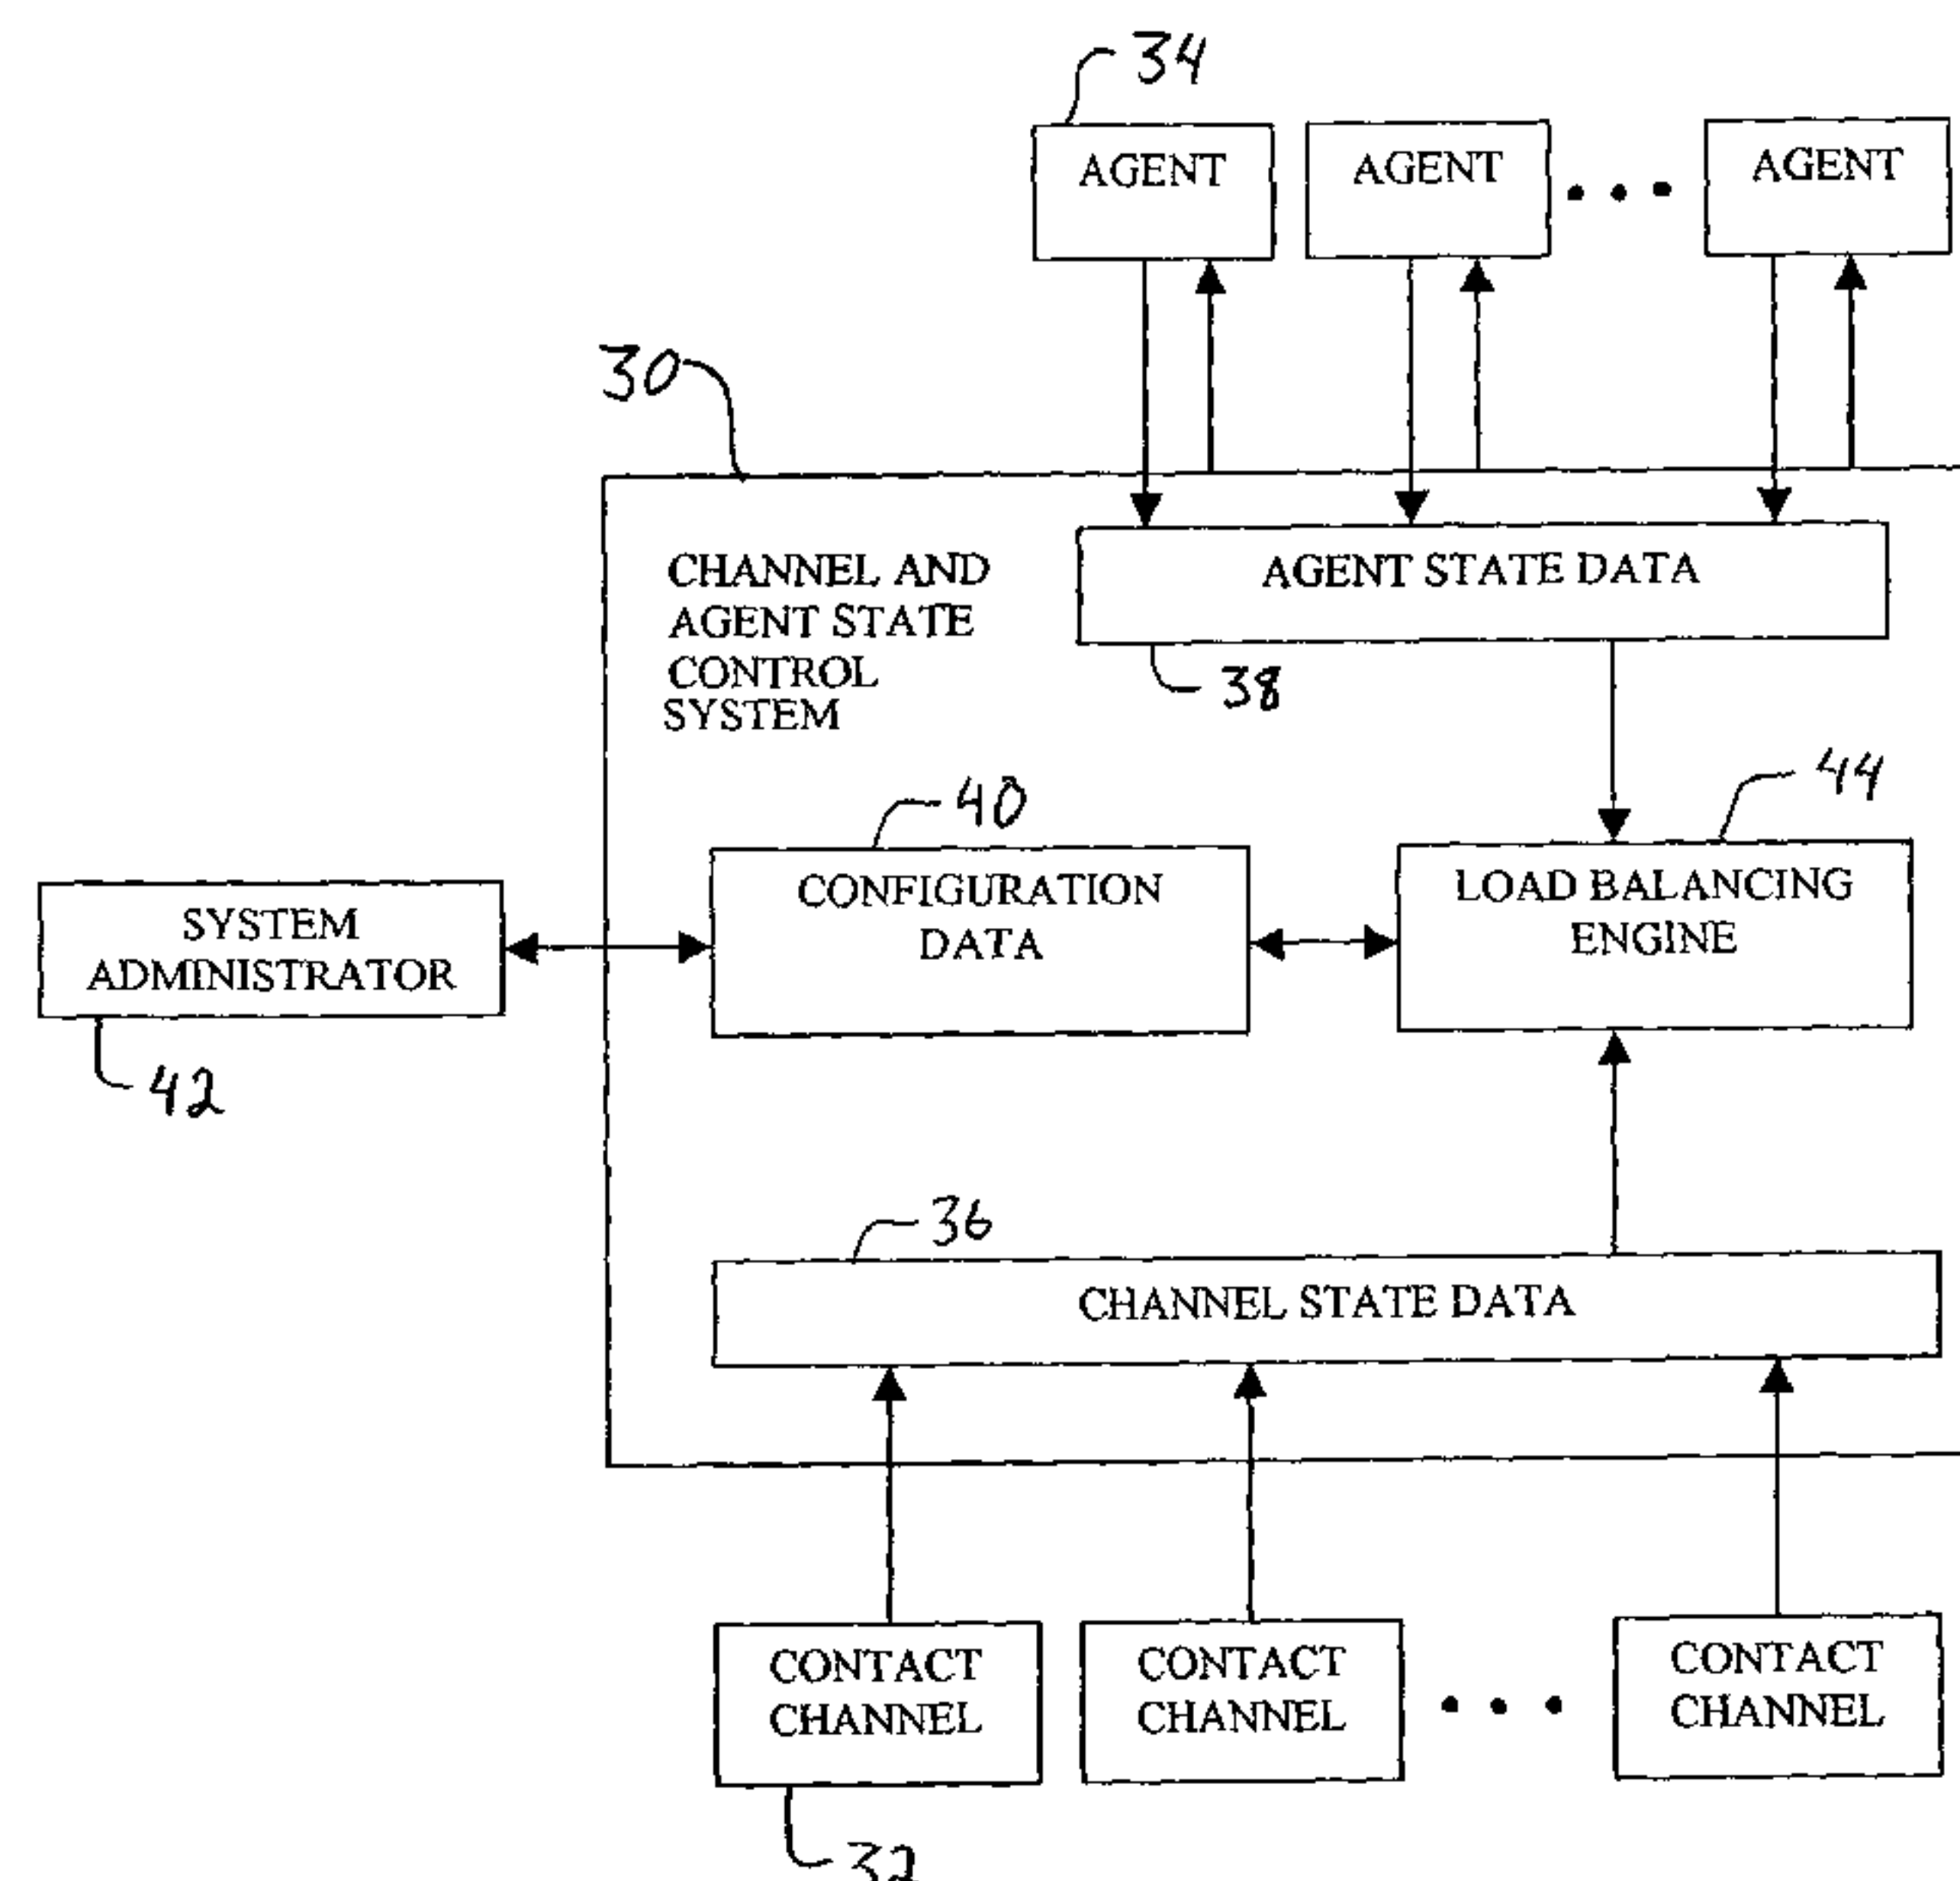 34
AGENT
AGENT
AGENT
30
CHANNEL AND
AGENT STATE
CONTROL
SYSTEM
AGENT STATE DATA
38
40
44
CONFIGURATION
DATA
LOAD BALANCING
ENGINE
SYSTEM
ADMINISTRATOR
42
36
CHANNEL STATE DATA
CONTACT
CHANNEL
CONTACT
CHANNEL
CONTACT
CHANNEL
32